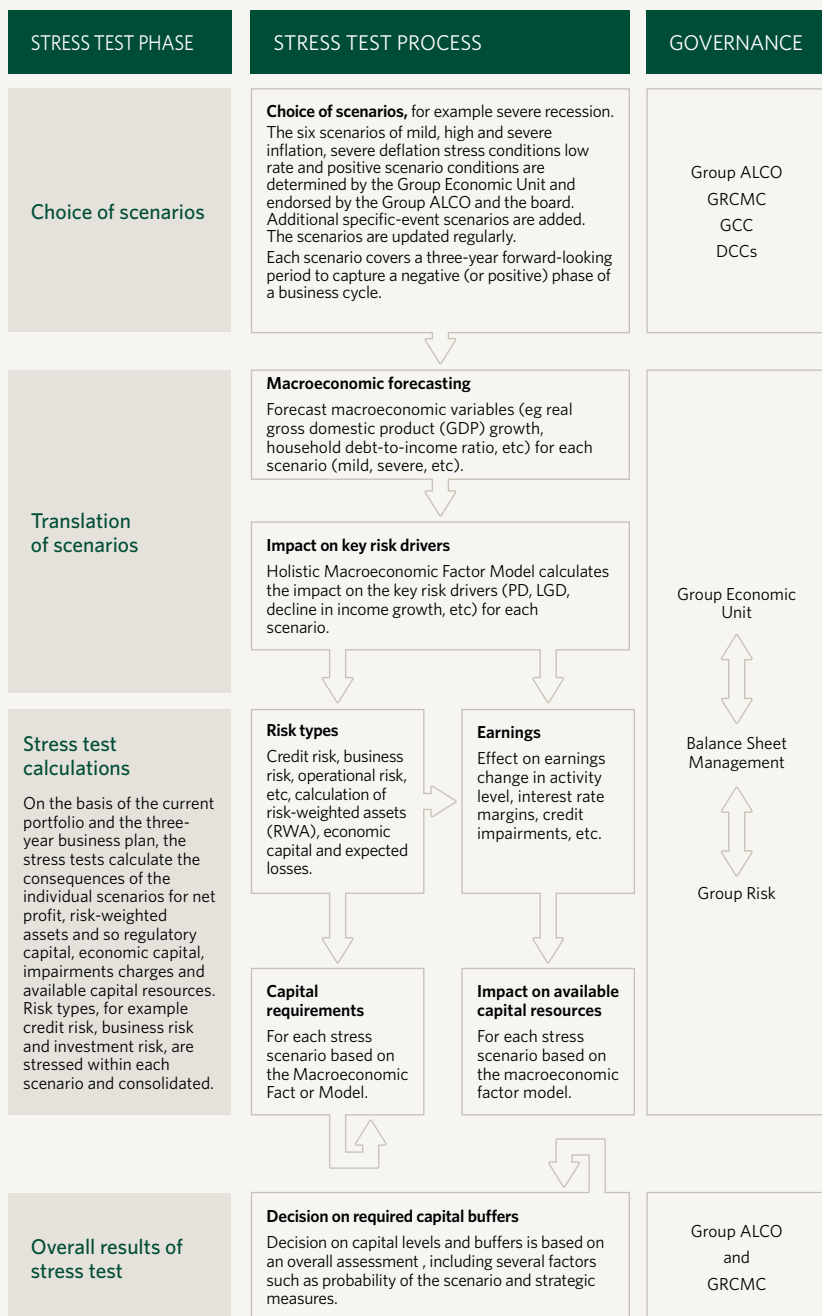 STRESS TEST PHASE
STRESS TEST PROCESS
GOVERNANCE
Choice of scenarios
Choice of scenarios, for example severe recession.
The six scenarios of mild, high and severe
inflation, severe deflation stress conditions low
rate and positive scenario conditions are
determined by the Group Economic Unit and
endorsed by the Group ALCO and the board.
Additional specific-event scenarios are added.
The scenarios are updated regularly.
Each scenario covers a three-year forward-looking
period to capture a negative (or positive) phase of
a business cycle.
Group ALCO
GRCMC
GCC
DCCs
Translation
of scenarios
Macroeconomic forecasting
Forecast macroeconomic variables (eg real
gross domestic product (GDP) growth,
household debt-to-income ratio, etc) for each
scenario (mild, severe, etc).
Impact on key risk drivers
Holistic Macroeconomic Factor Model calculates
the impact on the key risk drivers (PD, LGD,
decline in income growth, etc) for each
scenario.
Group Economic
Unit
Balance Sheet
Management
Group Risk
Stress test
calculations
On the basis of the current
portfolio and the three-
year business plan, the
stress tests calculate the
consequences of the
individual scenarios for net
profit, risk-weighted
assets and so regulatory
capital, economic capital,
impairments charges and
available capital resources.
Risk types, for example
credit risk, business risk
and investment risk, are
stressed within each
scenario and consolidated.
Risk types
Credit risk, business
risk, operational risk,
etc, calculation of
risk-weighted assets
(RWA), economic
capital and expected
losses.
Earnings
Effect on earnings
change in activity
level, interest rate
margins, credit
impairments, etc.
Capital
requirements
For each stress
scenario based on
the Macroeconomic
Fact or Model.
Impact on available
capital resources
For each stress
scenario based on
the macroeconomic
factor model.
Overall results of
stress test
Decision on required capital buffers
Decision on capital levels and buffers is based on
an overall assessment , including several factors
such as probability of the scenario and strategic
measures.
Group ALCO
and
GRCMC